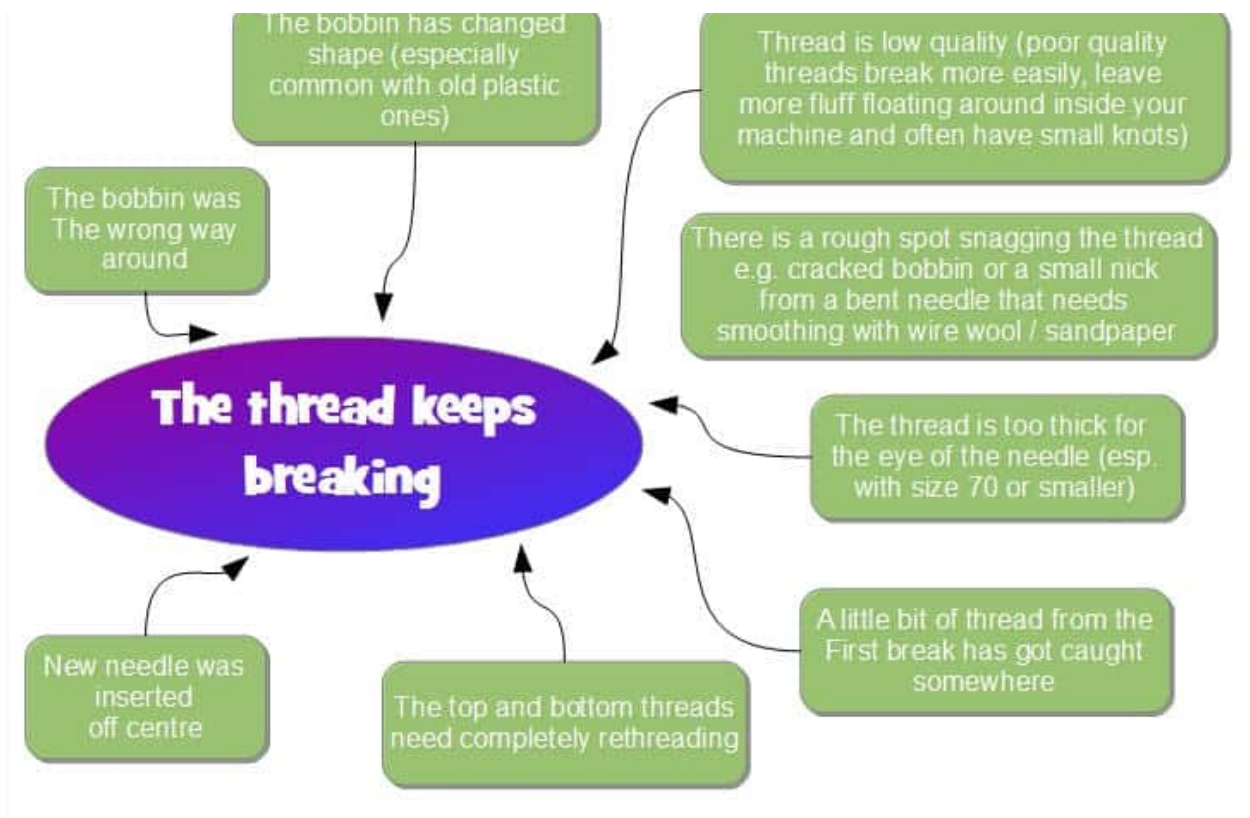 The bobbin has changed
shape (especially
common with old plastic
ones)
Thread is low quality (poor quality
threads break more easily, leave
more fluff floating around inside your
machine and often have small knots)
The bobbin was
The wrong way
around
There is a rough spot snagging the thread
e.g. cracked bobbin or a small nick
from a bent needle that needs
smoothing with wire wool / sandpaper
The thread keeps
breaking
The thread is too thick for
the eye of the needle (esp.
with size 70 or smaller)
A little bit of thread from the
First break has got caught
somewhere
New needle was
inserted
off centre
The top and bottom threads
need completely rethreading